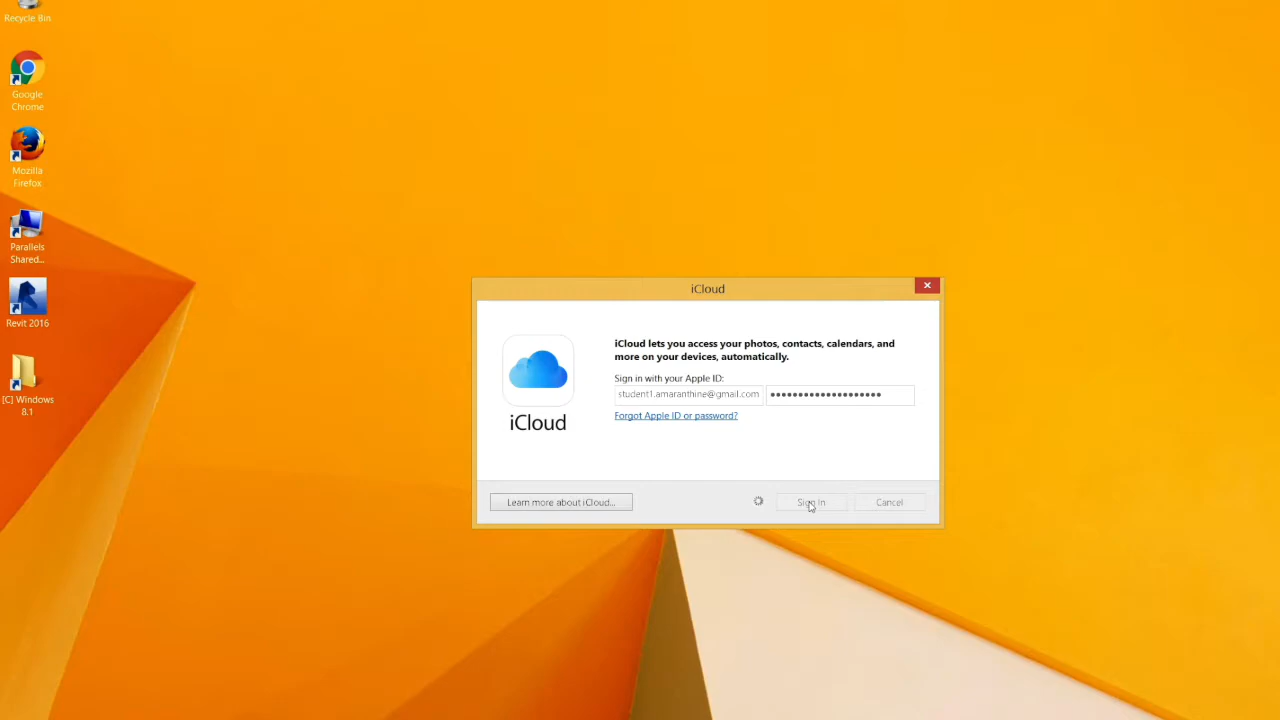 Recycle Bin
Google
Chrome
Mozilla
Firefox
Parallels
Shared...
Revit 2016
[C] Windows
8.1
iCloud
iCloud lets you access your photos, contacts, calendars, and
more on your devices, automatically.
Sign in with your Apple ID:
student1.amaranthine@gmail.com ••••••••••••••••••••
Forgot Apple ID or password?
iCloud
Learn more about iCloud... Sign In Cancel